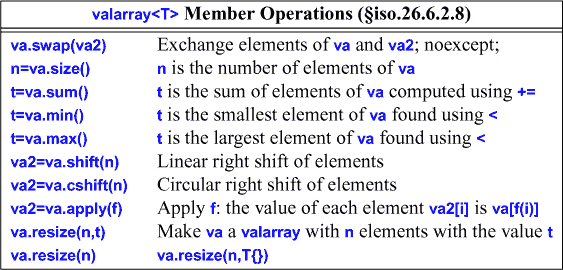 valarray<T> Member Operations (§iso.26.6.2.8)
va.swap(va2) Exchange elements of va and va2; noexcept;
n=va.size() n is the number of elements of va
t=va.sum() t is the sum of elements of va computed using +=
t=va.min() t is the smallest element of va found using <
t=va.max() t is the largest element of va found using <
va2=va.shift(n) Linear right shift of elements
va2=va.cshift(n) Circular right shift of elements
va2=va.apply(f) Apply f: the value of each element va2[i] is va[f(i)]
va.resize(n,t) Make va a valarray with n elements with the value t
va.resize(n) va.resize(n,T{})